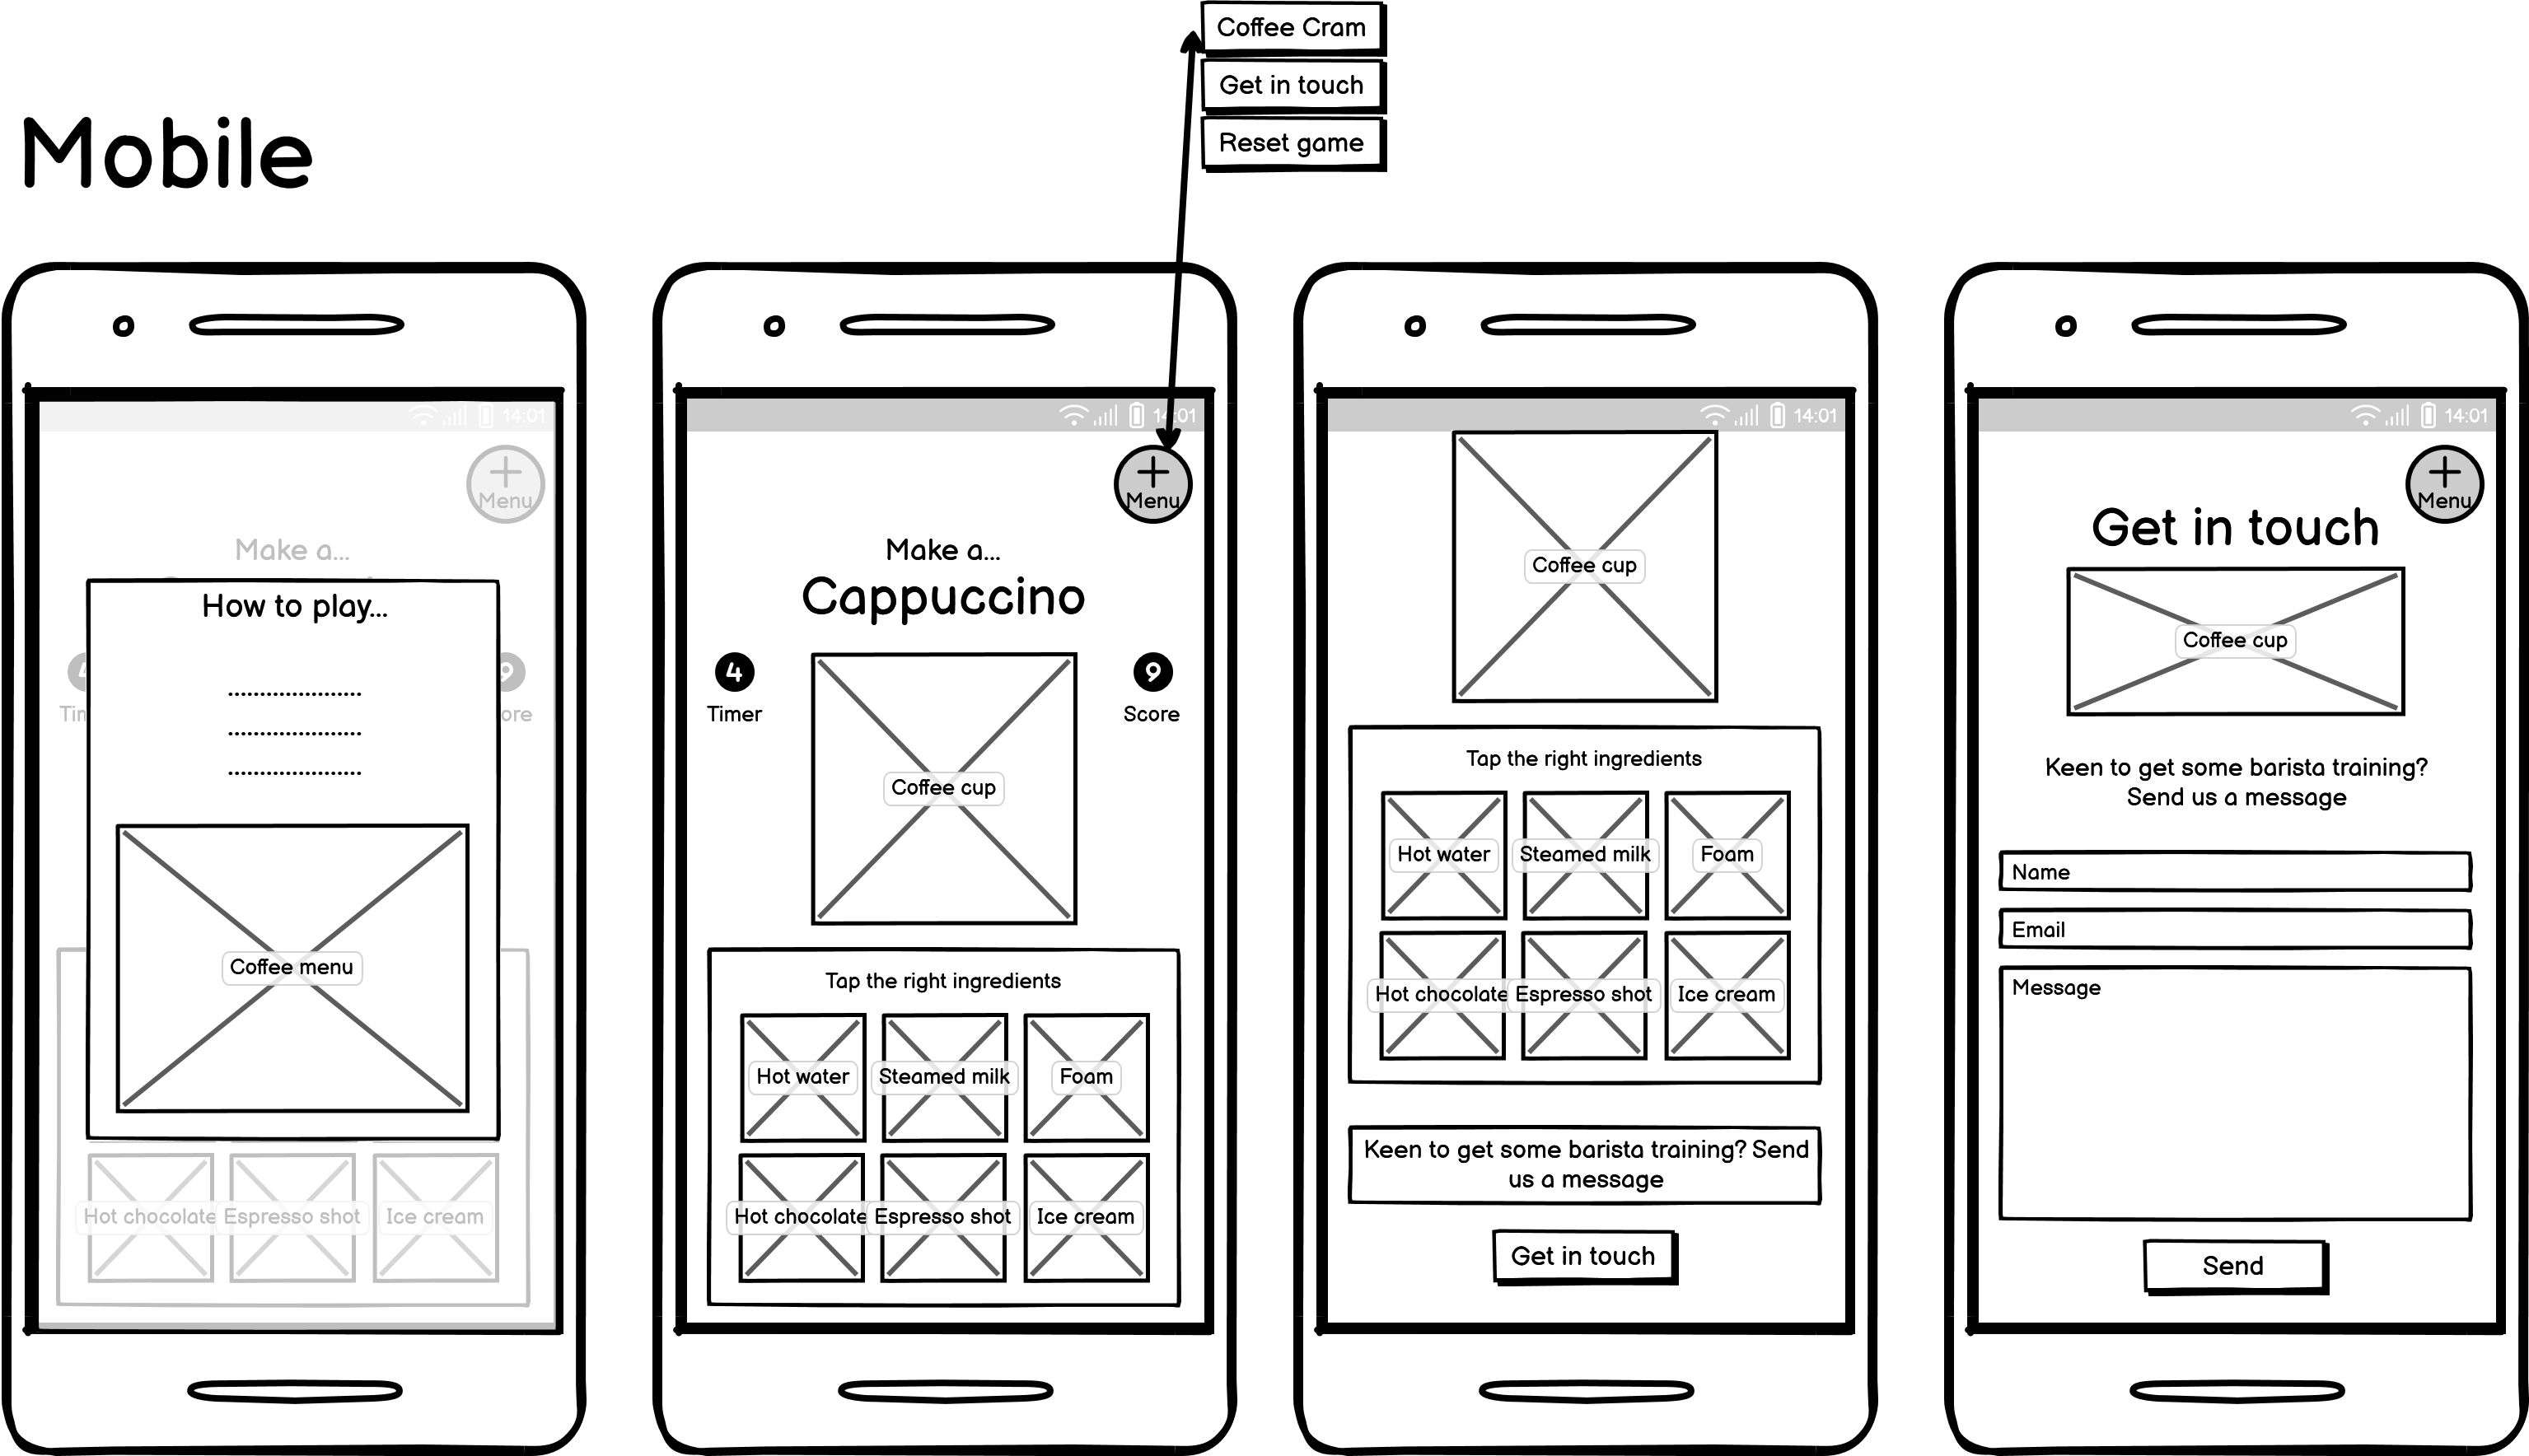 Coffee Cram
Get in touch
Reset game
Mobile
14:01
Menu
Make a...
How to play...
4
Tim
9
ore
.....................
.....................
.....................
Coffee menu
Hot chocolate
Espresso shot
Ice cream
14:01
Menu
Make a...
Cappuccino
4
Timer
9
Score
Coffee cup
Tap the right ingredients
Hot water
Steamed milk
Foam
Hot chocolate
Espresso shot
Ice cream
14:01
Coffee cup
Tap the right ingredients
Hot water
Steamed milk
Foam
Hot chocolate
Espresso shot
Ice cream
Keen to get some barista training? Send
us a message
Get in touch
14:01
Menu
Get in touch
Coffee cup
Keen to get some barista training?
Send us a message
Name
Email
Message
Send